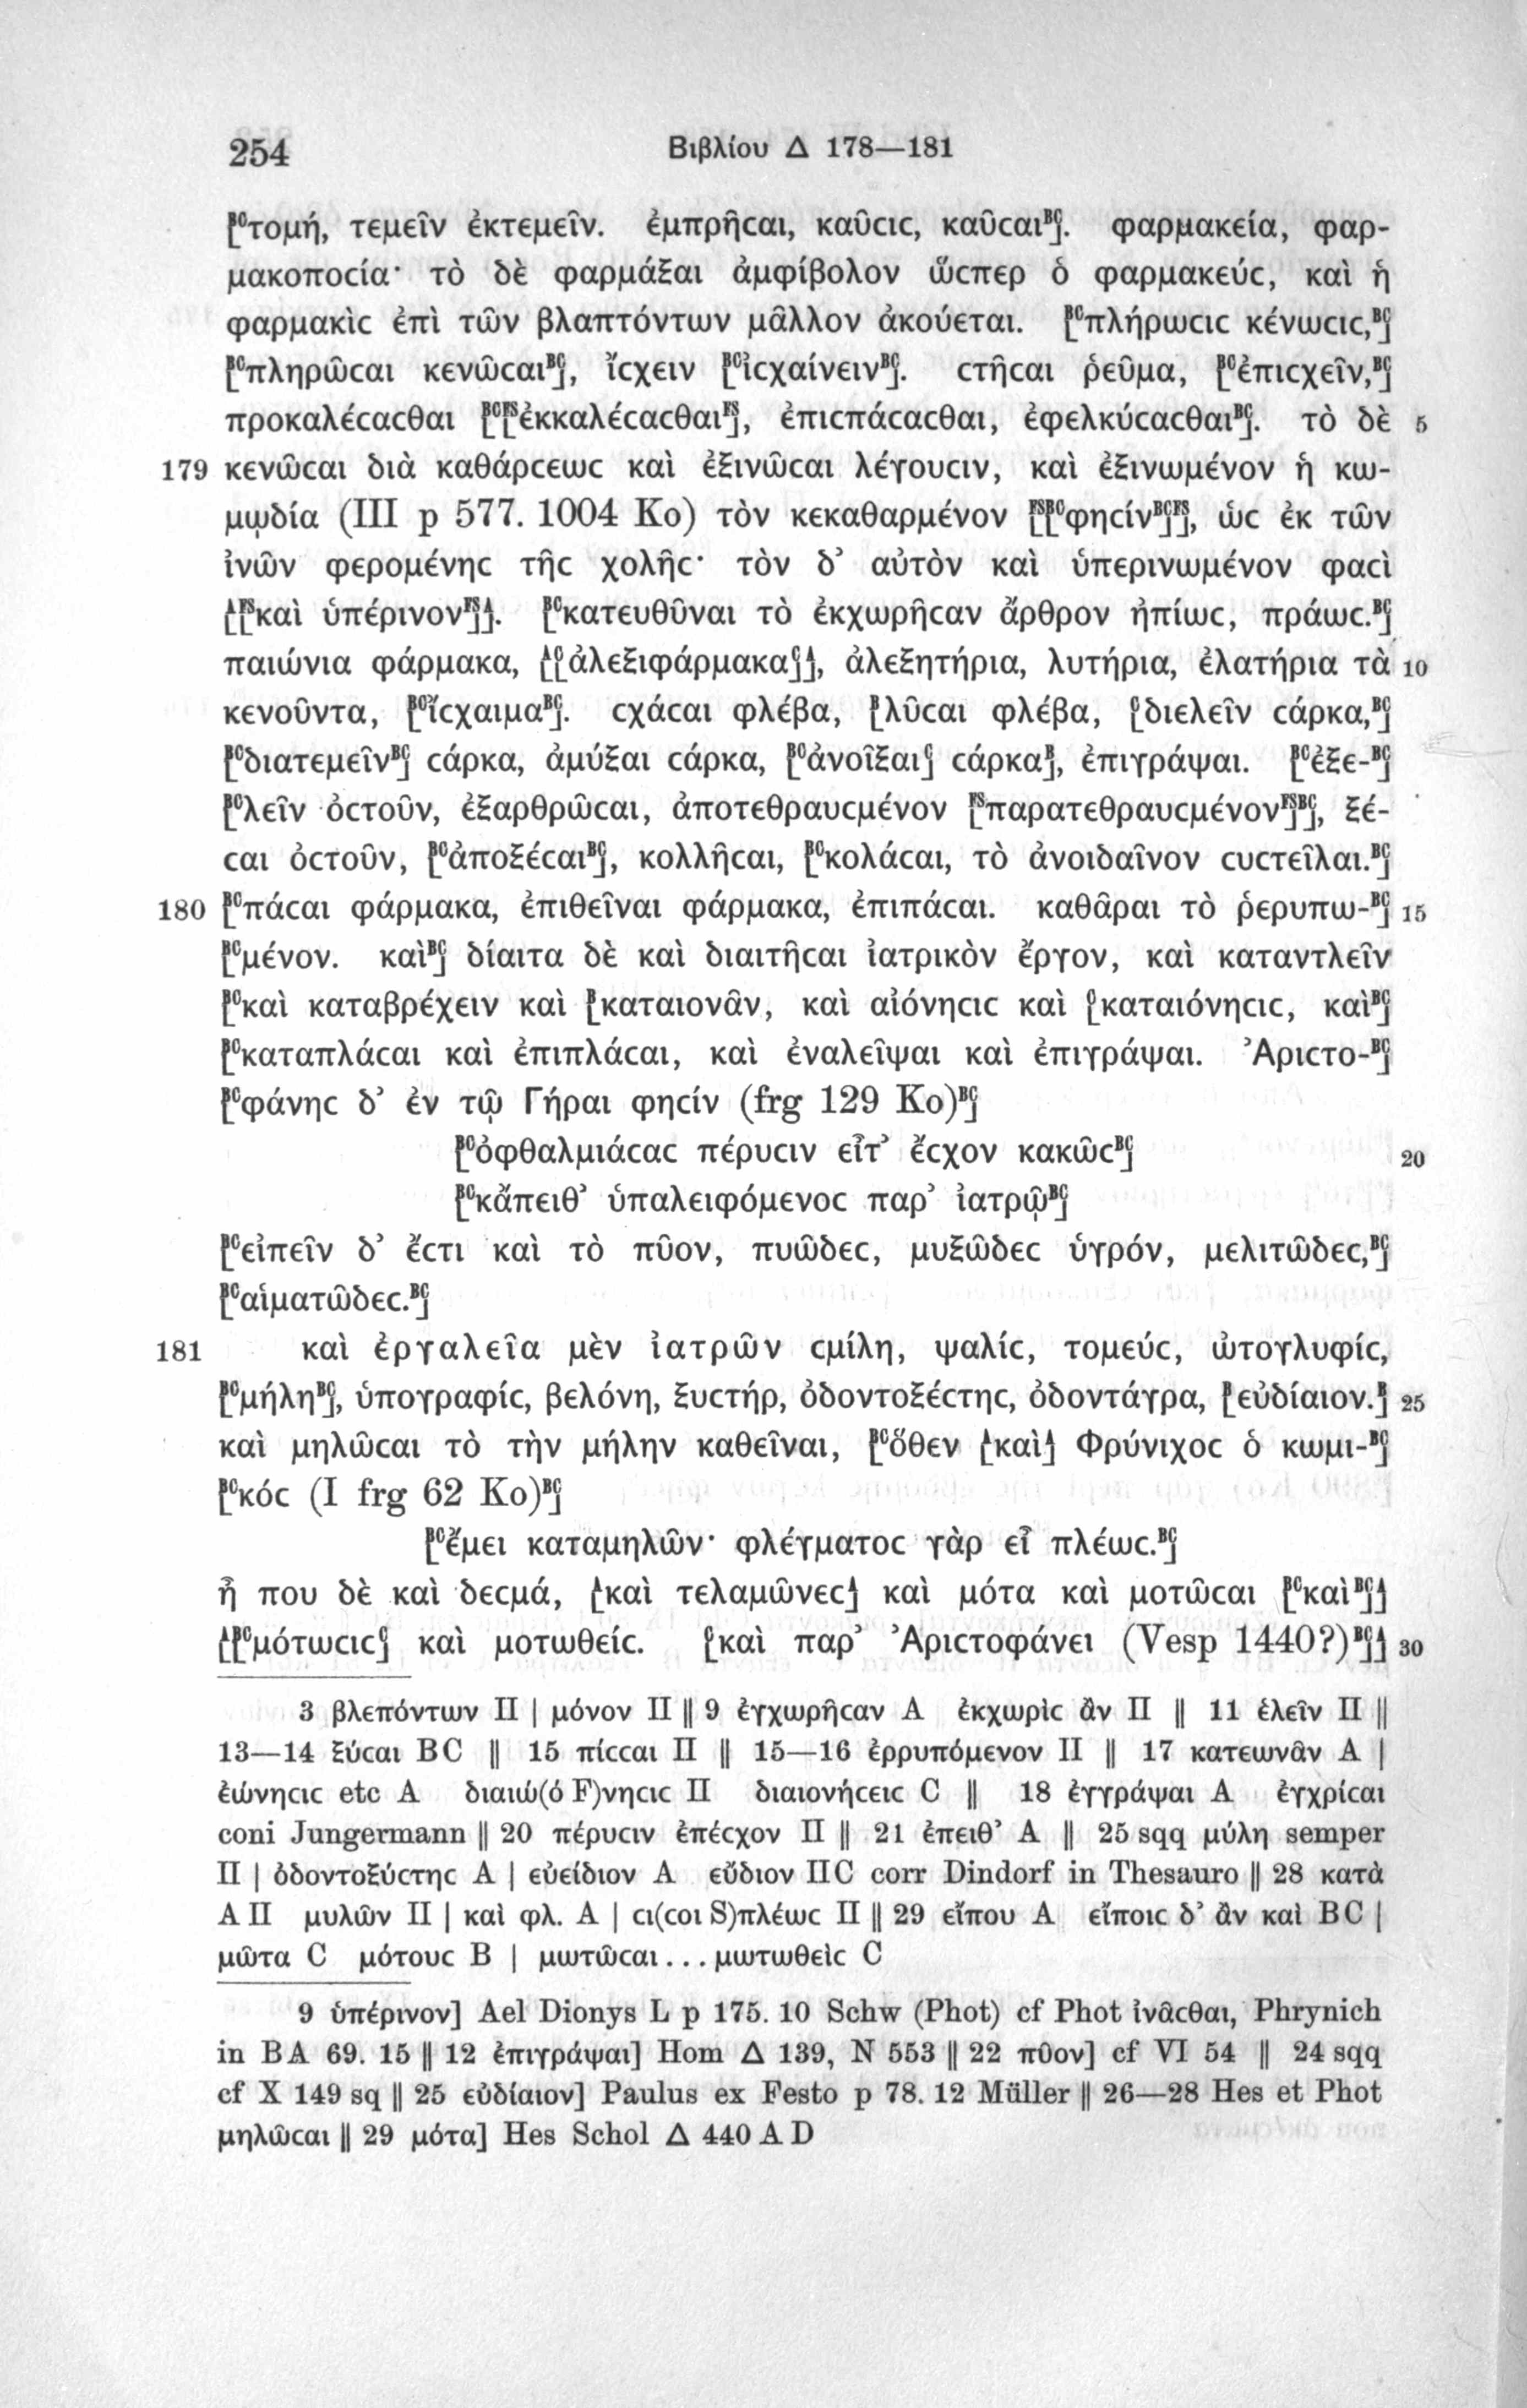 254 Βιβλίου Δ 178—181
[BCτομή, τεμεῖν ἐκτεμεῖν. ἐμπρῆϲαι, καῦϲιϲ, καῦϲαιBC]. φαρμακεία, φαρ-
μακοποϲία· τὸ δὲ φαρμάξαι ἀμφίβολον ὥϲπερ ὁ φαρμακεύϲ, καὶ ἡ
φαρμακὶϲ ἐπὶ τῶν βλαπτόντων μᾶλλον ἀκούεται. [BCπλήρωϲιϲ κένωϲιϲ,BC]
[BCπληρῶϲαι κενῶϲαιBC], ἴϲχειν [BCἰϲχαίνεινBC]. ϲτῆϲαι ῥεῦμα, [BCἐπιϲχεῖν,BC]
προκαλέϲαϲθαι [BC[FSἐκκαλέϲαϲθαιFS], ἐπιϲπάϲαϲθαι, ἐφελκύϲαϲθαιBC]. τὸ δὲ 5
179 κενῶϲαι διὰ καθάρϲεωϲ καὶ ἐξινῶϲαι λέγουϲιν, καὶ ἐξινωμένον ἡ κω-
μῳδία (III p 577. 1004 Ko) τὸν κεκαθαρμένον [FS[BCφηϲίνBC]FS], ὡϲ ἐκ τῶν
ἰνῶν φερομένηϲ τῆϲ χολῆϲ· τὸν δ’ αὐτὸν καὶ ὑπερινωμένον φαϲὶ
[A[FSκαὶ ὑπέρινονFS]A]. [BCκατευθῦναι τὸ ἐκχωρῆϲαν ἄρθρον ἠπίωϲ, πράωϲ.BC]
παιώνια φάρμακα, [A[Cἀλεξιφάρμακα C]A], ἀλεξητήρια, λυτήρια, ἐλατήρια τὰ 10
κενοῦντα, [BCἴϲχαιμαBC]. ϲχάϲαι φλέβα, [Bλῦϲαι φλέβα, [Cδιελεῖν ϲάρκα,BC]
[BCδιατεμεῖνBC] ϲάρκα, ἀμύξαι ϲάρκα, [BCἀνοῖξαιC] ϲάρκαB], ἐπιγράψαι. [BCἐξε-BC]
[BCλεῖν ὀϲτοῦν, ἐξαρθρῶϲαι, ἀποτεθραυϲμένον [FSπαρατεθραυϲμένονFS]BC], ξέ-
ϲαι ὀϲτοῦν, [BCἀποξέϲαιBC], κολλῆϲαι, [BCκολάϲαι, τὸ ἀνοιδαῖνον ϲυϲτεῖλαι.BC]
180 [BCπάϲαι φάρμακα, ἐπιθεῖναι φάρμακα, ἐπιπάϲαι. καθᾶραι τὸ ῥερυπω-BC] 15
[BCμένον. καὶBC] δίαιτα δὲ καὶ διαιτῆϲαι ἰατρικὸν ἔργον, καὶ καταντλεῖν
[BCκαὶ καταβρέχειν καὶ [Bκαταιονᾶν, καὶ αἰόνηϲιϲ καὶ [Cκαταιόνηϲιϲ, καὶBC]
[BCκαταπλάϲαι καὶ ἐπιπλάϲαι, καὶ ἐναλεῖψαι καὶ ἐπιγράψαι. Ἀριϲτο-BC]
[BCφάνηϲ δ’ ἐν τῷ Γήραι φηϲίν (frg 129 Ko)BC]
[BCὀφθαλμιάϲαϲ πέρυϲιν εἶτ’ ἔϲχον κακῶϲBC] 20
[BCκἄπειθ’ ὑπαλειφόμενοϲ παρ’ ἰατρῷBC]
[BCεἰπεῖν δ’ ἔϲτι καὶ τὸ πῦον, πυῶδεϲ, μυξῶδεϲ ὑγρόν, μελιτῶδεϲ,BC]
[BCαἱματῶδεϲ.BC]
181 καὶ ἐργαλεῖα μὲν ἰατρῶν ϲμίλη, ψαλίϲ, τομεύϲ, ὠτογλυφίϲ,
[BCμήληBC], ὑπογραφίϲ, βελόνη, ξυϲτήρ, ὀδοντοξέϲτηϲ, ὀδοντάγρα, [Bεὐδίαιον.B] 25
καὶ μηλῶϲαι τὸ τὴν μήλην καθεῖναι, [BCὅθεν [AκαὶA] Φρύνιχοϲ ὁ κωμι-BC]
[BCκόϲ (I frg 62 Ko)BC]
[BCἔμει καταμηλῶν· φλέγματοϲ γὰρ εἶ πλέωϲ.BC]
ἦ που δὲ καὶ δεϲμά, [Aκαὶ τελαμῶνεϲA] καὶ μότα καὶ μοτῶϲαι [BCκαὶBC]A]
[A[BCμότωϲιϲC] καὶ μοτωθείϲ. [Cκαὶ παρ’ Ἀριϲτοφάνει (Vesp 1440?)BC]A] 30
3 βλεπόντων II | μόνον II || 9 ἐγχωρῆϲαν A ἐκχωρὶϲ ἂν II || 11 ἑλεῖν II ||
13—14 ξύϲαι BC || 15 πίϲϲαι II || 15—16 ἐρρυπόμενον II || 17 κατεωνᾶν A |
ἐώνηϲιϲ etc A διαιώ(ό F)νηϲιϲ II διαιονήϲειϲ C || 18 ἐγγράψαι A ἐγχρίϲαι
coni Jungermann || 20 πέρυϲιν ἐπέϲχον II || 21 ἐπειθ’ A || 25 sqq μύλη semper
II | ὀδοντοξύϲτηϲ A | εὐείδιον A εὔδιον IIC corr Dindorf in Thesauro || 28 κατὰ
A II μυλῶν II | καὶ φλ. A | ϲι(ϲοι S)πλέωϲ II || 29 εἴπου A εἴποιϲ δ’ ἂν καὶ BC |
μῶτα C μότουϲ B | μωτῶϲαι... μωτωθεὶϲ C
9 ὑπέρινον] Ael Dionys L p 175. 10 Schw (Phot) cf Phot ἰνᾶϲθαι, Phrynich
in BA 69. 15 || 12 ἐπιγράψαι] Hom Δ 139, N 553 || 22 πῦον] cf VI 54 || 24 sqq
cf X 149 sq || 25 εὐδίαιον] Paulus ex Festo p 78. 12 Müller || 26—28 Hes et Phot
μηλῶϲαι || 29 μότα] Hes Schol Δ 440 A D